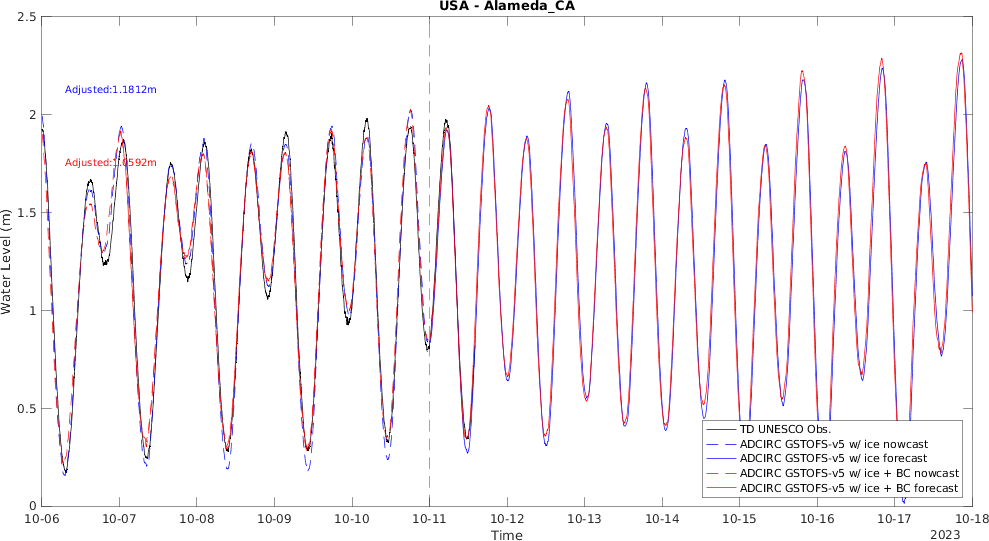 USA - Alameda_CA
2.5
2
1.5
1
0.5
0
Water Level (m)
Adjusted:1.1812m
Adjusted:1.0592m
TD UNESCO Obs.
ADCIRC GSTOFS-v5 w/ ice nowcast
ADCIRC GSTOFS-v5 w/ ice forecast
ADCIRC GSTOFS-v5 w/ ice + BC nowcast
ADCIRC GSTOFS-v5 w/ ice + BC forecast
10-06 10-07 10-08 10-09 10-10 10-11 10-12 10-13 10-14 10-15 10-16 10-17 10-18
Time
2023